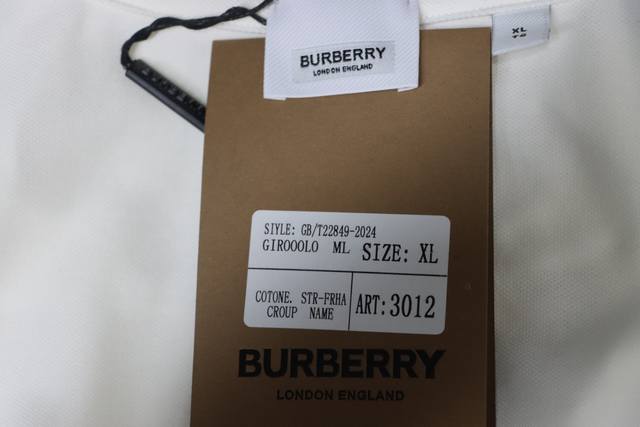 BURBERRY
LONDON ENGLAND
XL
SIYLE: GB/T22849-2024
GIROOOLO ML SIZE: XL
COTONE. STR-FRHA
CROUP NAME
ART: 3012
BURBERRY
LONDON ENGLAND